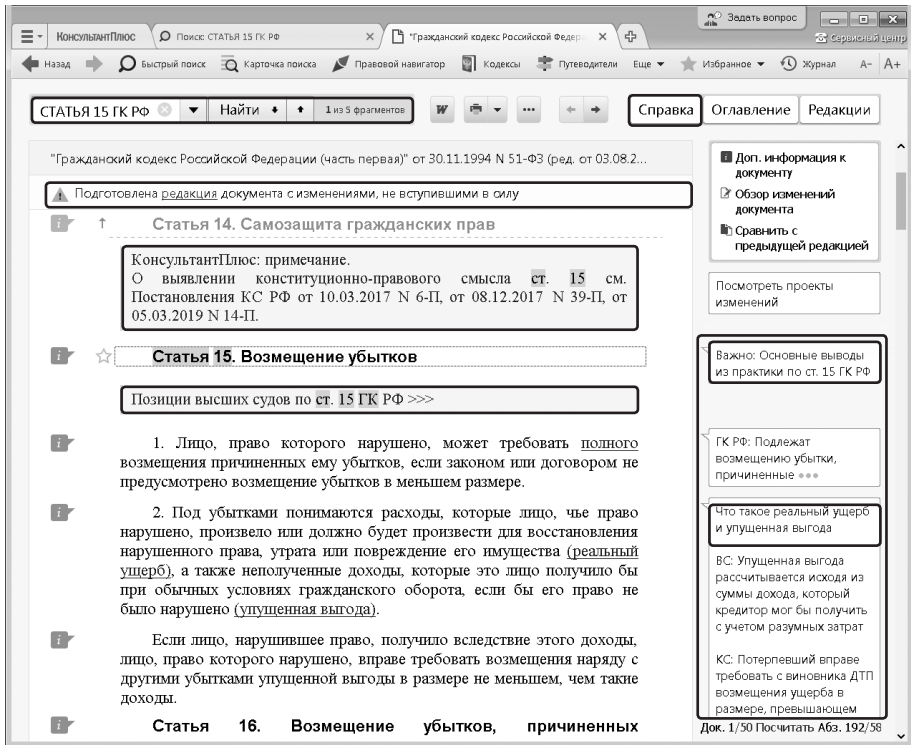 Задать вопрос
КонсультантПлюс
Поиск: СТАТЬЯ 15 ГК РФ
"Гражданский кодекс Российской Федера
Сервисный центр
Назад
Быстрый поиск
Карточка поиска
Правовой навигатор
Кодексы
Путеводители
Еще
Избранное
Журнал
A−
A+
СТАТЬЯ 15 ГК РФ
Найти
1 из 5 фрагментов
W
Справка
Оглавление
Редакции
"Гражданский кодекс Российской Федерации (часть первая)" от 30.11.1994 N 51-ФЗ (ред. от 03.08.2...
Подготовлена редакция документа с изменениями, не вступившими в силу
Статья 14. Самозащита гражданских прав
КонсультантПлюс: примечание.
О выявлении конституционно-правового смысла ст. 15 см.
Постановления КС РФ от 10.03.2017 N 6-П, от 08.12.2017 N 39-П, от
05.03.2019 N 14-П.
Статья 15. Возмещение убытков
Позиции высших судов по ст. 15 ГК РФ >>>
1. Лицо, право которого нарушено, может требовать полного
возмещения причиненных ему убытков, если законом или договором не
предусмотрено возмещение убытков в меньшем размере.
2. Под убытками понимаются расходы, которые лицо, чье право
нарушено, произвело или должно будет произвести для восстановления
нарушенного права, утрата или повреждение его имущества (реальный
ущерб), а также неполученные доходы, которые это лицо получило бы
при обычных условиях гражданского оборота, если бы его право не
было нарушено (упущенная выгода).
Если лицо, нарушившее право, получило вследствие этого доходы,
лицо, право которого нарушено, вправе требовать возмещения наряду с
другими убытками упущенной выгоды в размере не меньшем, чем такие
доходы.
Статья 16. Возмещение убытков, причиненных
Доп. информация к
документу
Обзор изменений
документа
Сравнить с
предыдущей редакцией
Посмотреть проекты
изменений
Важно: Основные выводы
из практики по ст. 15 ГК РФ
ГК РФ: Подлежат
возмещению убытки,
причиненные
Что такое реальный ущерб
и упущенная выгода
ВС: Упущенная выгода
рассчитывается исходя из
суммы дохода, который
кредитор мог бы получить
с учетом разумных затрат
КС: Потерпевший вправе
требовать с виновника ДТП
возмещения ущерба в
размере, превышающем
Док. 1/50 Посчитать Абз. 192/58